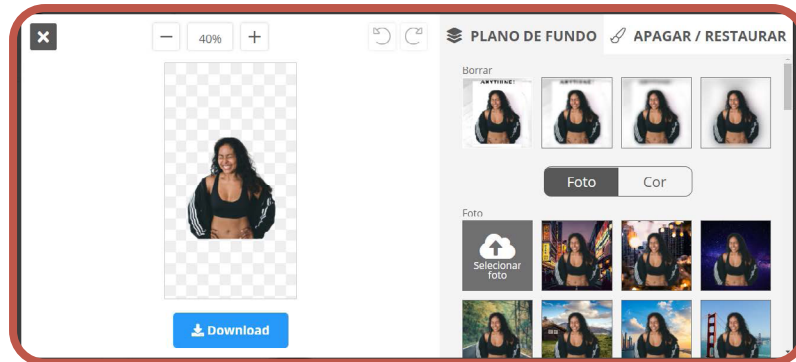 40%
PLANO DE FUNDO
APAGAR / RESTAURAR
Borrar
Foto
Cor
Foto
Selecionar
foto
Download